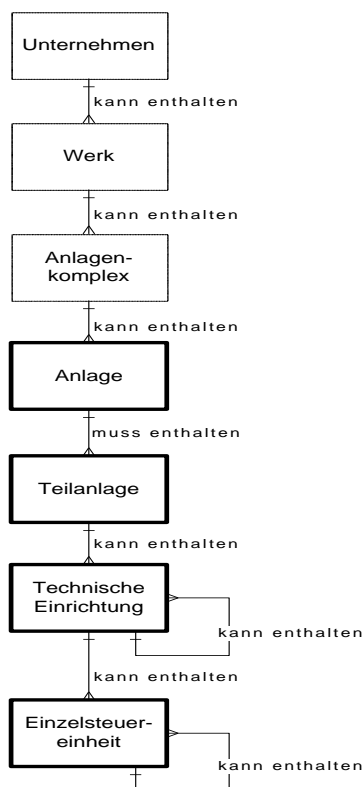 Unternehmen
kann enthalten
Werk
kann enthalten
Anlagen-
komplex
kann enthalten
Anlage
muss enthalten
Teilanlage
kann enthalten
Technische
Einrichtung
kann enthalten
kann enthalten
Einzelsteuer-
einheit
kann enthalten